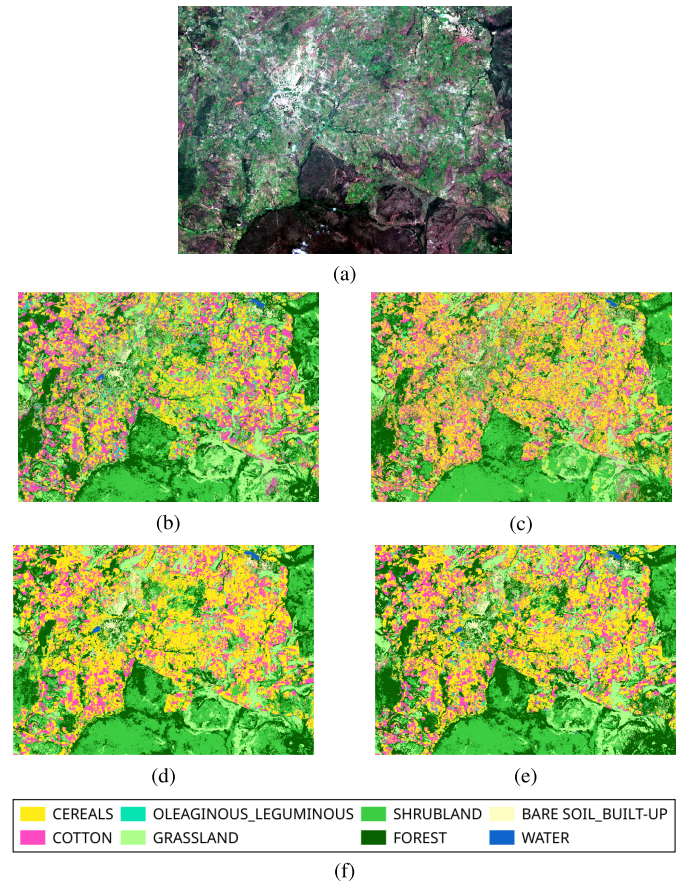 (a)
(b) (c)
(d) (e)
CEREALS OLEAGINOUS_LEGUMINOUS SHRUBLAND BARE SOIL_BUILT-UP
COTTON GRASSLAND FOREST WATER
(f)